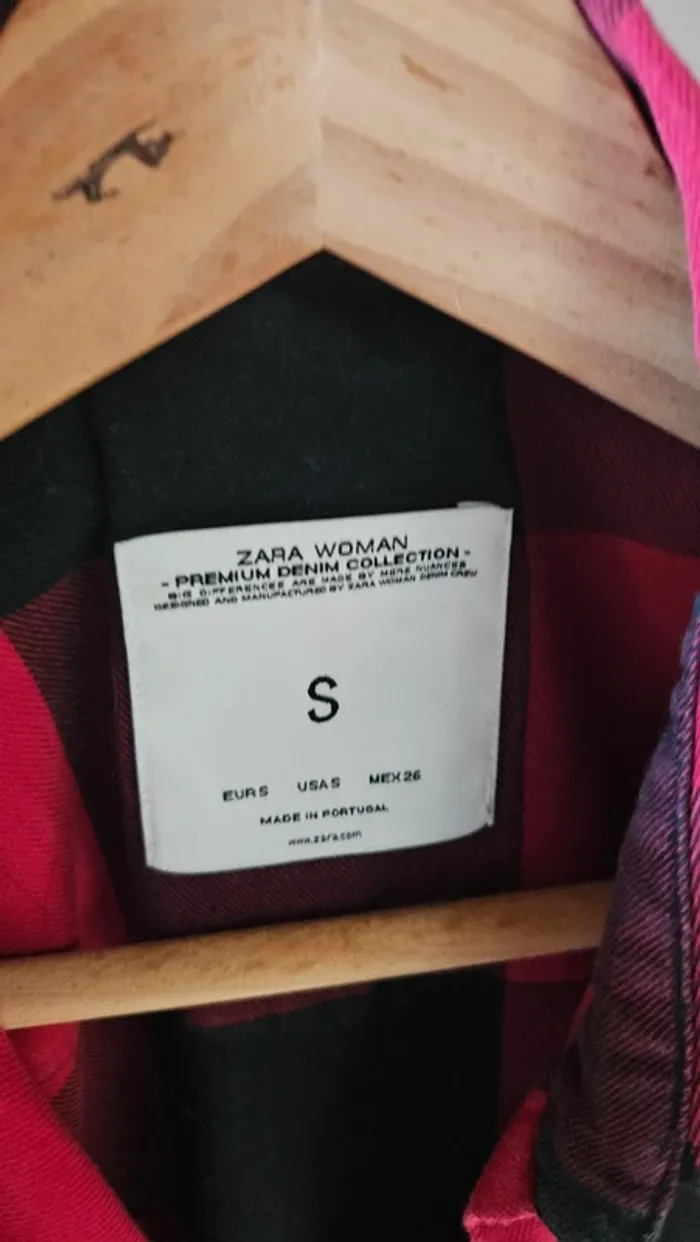 ZARA WOMAN
- PREMIUM DENIM COLLECTION -
BIG DIFFERENCES ARE MADE BY MORE NUANCES
DESIGNED AND MANUFACTURED BY ZARA WOMAN DENIM CREW
S
EUR S USA S MEX 26
MADE IN PORTUGAL
www.zara.com